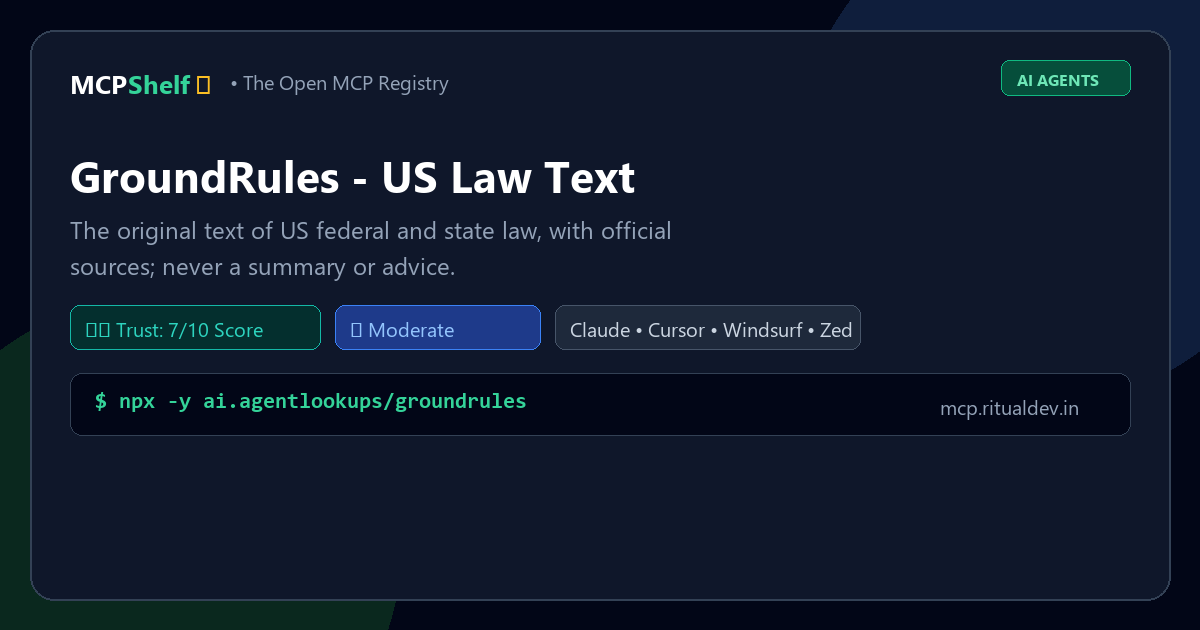 MCPShelf • The Open MCP Registry
AI AGENTS
GroundRules - US Law Text
The original text of US federal and state law, with official
sources; never a summary or advice.
Trust: 7/10 Score
Moderate
Claude • Cursor • Windsurf • Zed
$ npx -y ai.agentlookups/groundrules
mcp.ritualdev.in